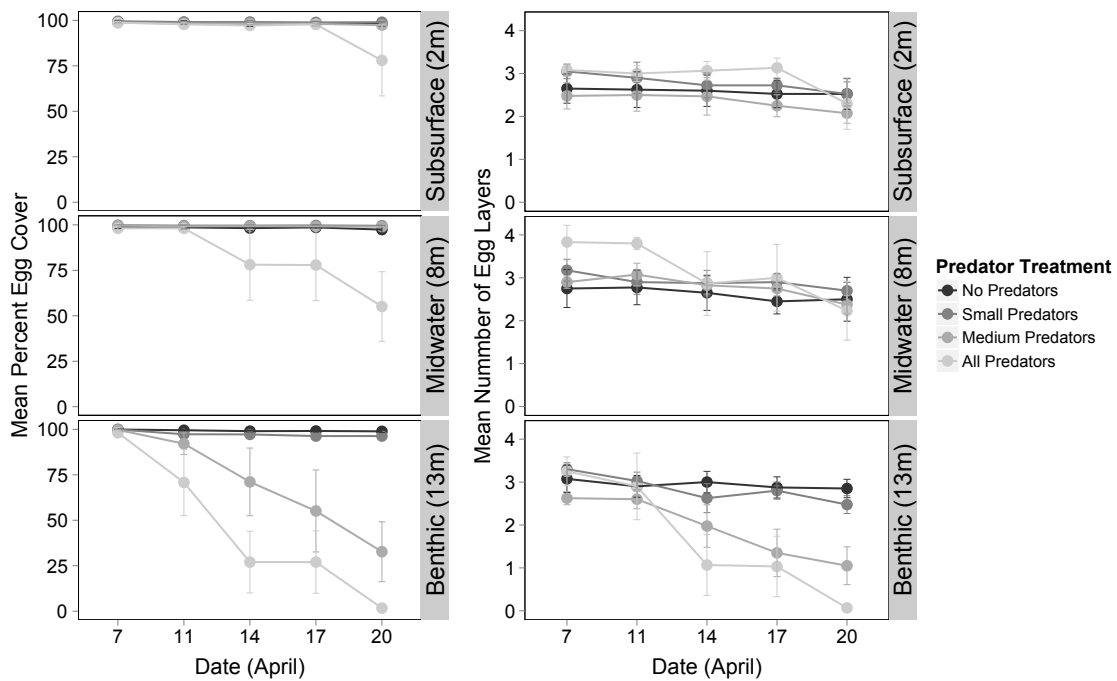 Mean Percent Egg Cover
100
75
50
25
0
Subsurface (2m)
100
75
50
25
0
Midwater (8m)
100
75
50
25
0
Benthic (13m)
7 11 14 17 20
Date (April)
Mean Nummber of Egg Layers
4
3
2
1
0
Subsurface (2m)
4
3
2
1
0
Midwater (8m)
4
3
2
1
0
Benthic (13m)
7 11 14 17 20
Date (April)
Predator Treatment
No Predators
Small Predators
Medium Predators
All Predators